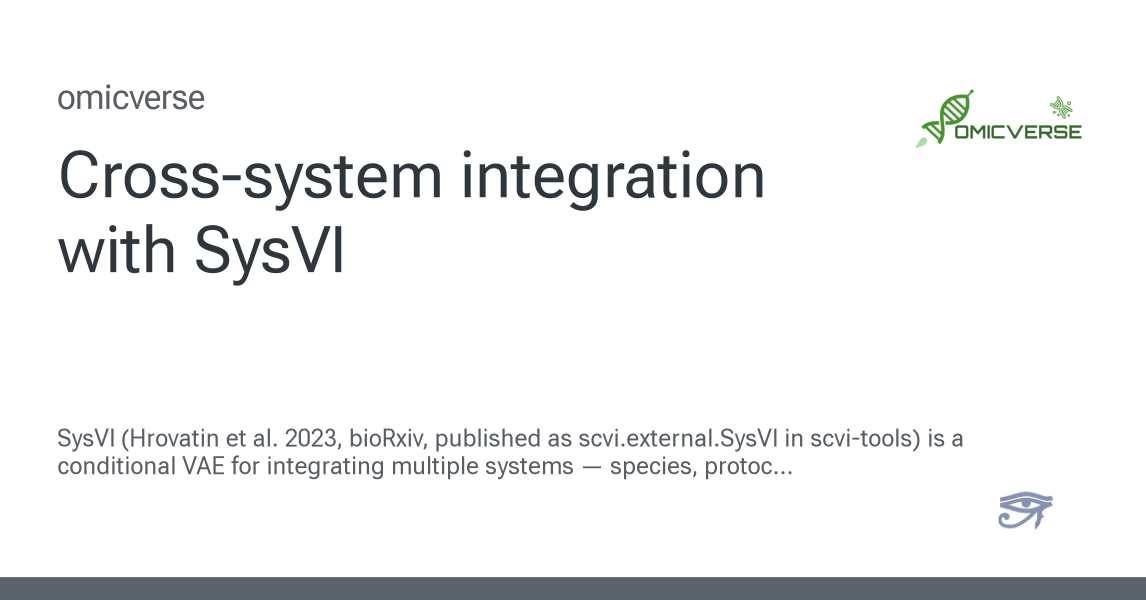 omicverse
OMICVERSE
Cross-system integration
with SysVI
SysVI (Hrovatin et al. 2023, bioRxiv, published as scvi.external.SysVI in scvi-tools) is a
conditional VAE for integrating multiple systems — species, protoc...